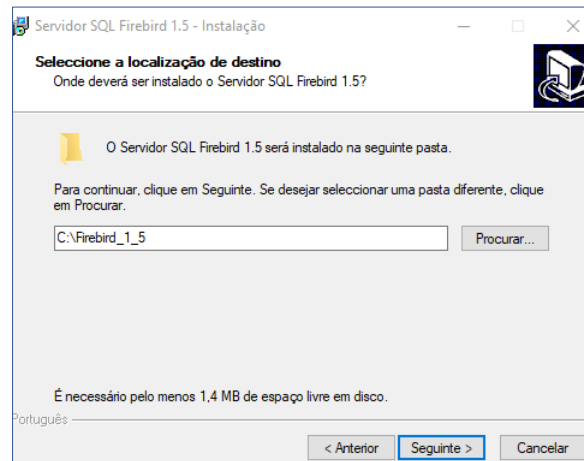 Servidor SQL Firebird 1.5 - Instalação
Seleccione a localização de destino
Onde deverá ser instalado o Servidor SQL Firebird 1.5?
O Servidor SQL Firebird 1.5 será instalado na seguinte pasta.
Para continuar, clique em Seguinte. Se desejar seleccionar uma pasta diferente, clique
em Procurar.
C:\Firebird_1_5
Procurar...
É necessário pelo menos 1,4 MB de espaço livre em disco.
Português
< Anterior
Seguinte >
Cancelar